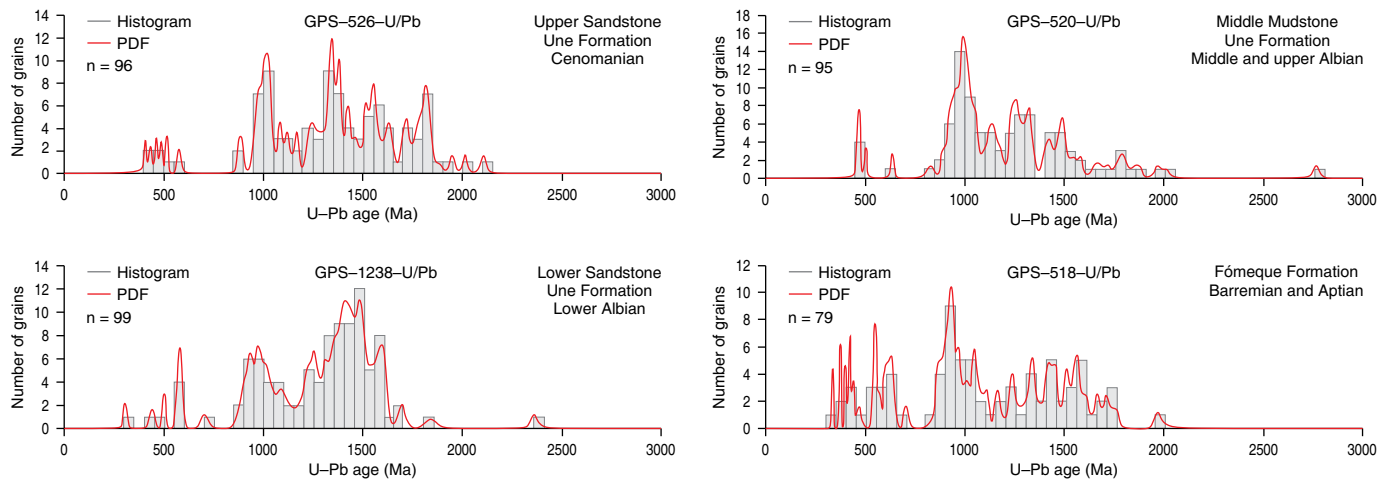 GPS–526–U/Pb
Histogram
PDF
n = 96
Upper Sandstone
Une Formation
Cenomanian
Number of grains
14
12
10
8
6
4
2
0
0 500 1000 1500 2000 2500 3000
U–Pb age (Ma)
GPS–520–U/Pb
Histogram
PDF
n = 95
Middle Mudstone
Une Formation
Middle and upper Albian
Number of grains
18
16
14
12
10
8
6
4
2
0
0 500 1000 1500 2000 2500 3000
U–Pb age (Ma)
GPS–1238–U/Pb
Histogram
PDF
n = 99
Lower Sandstone
Une Formation
Lower Albian
Number of grains
14
12
10
8
6
4
2
0
0 500 1000 1500 2000 2500 3000
U–Pb age (Ma)
GPS–518–U/Pb
Histogram
PDF
n = 79
Fómeque Formation
Barremian and Aptian
Number of grains
12
10
8
6
4
2
0
0 500 1000 1500 2000 2500 3000
U–Pb age (Ma)